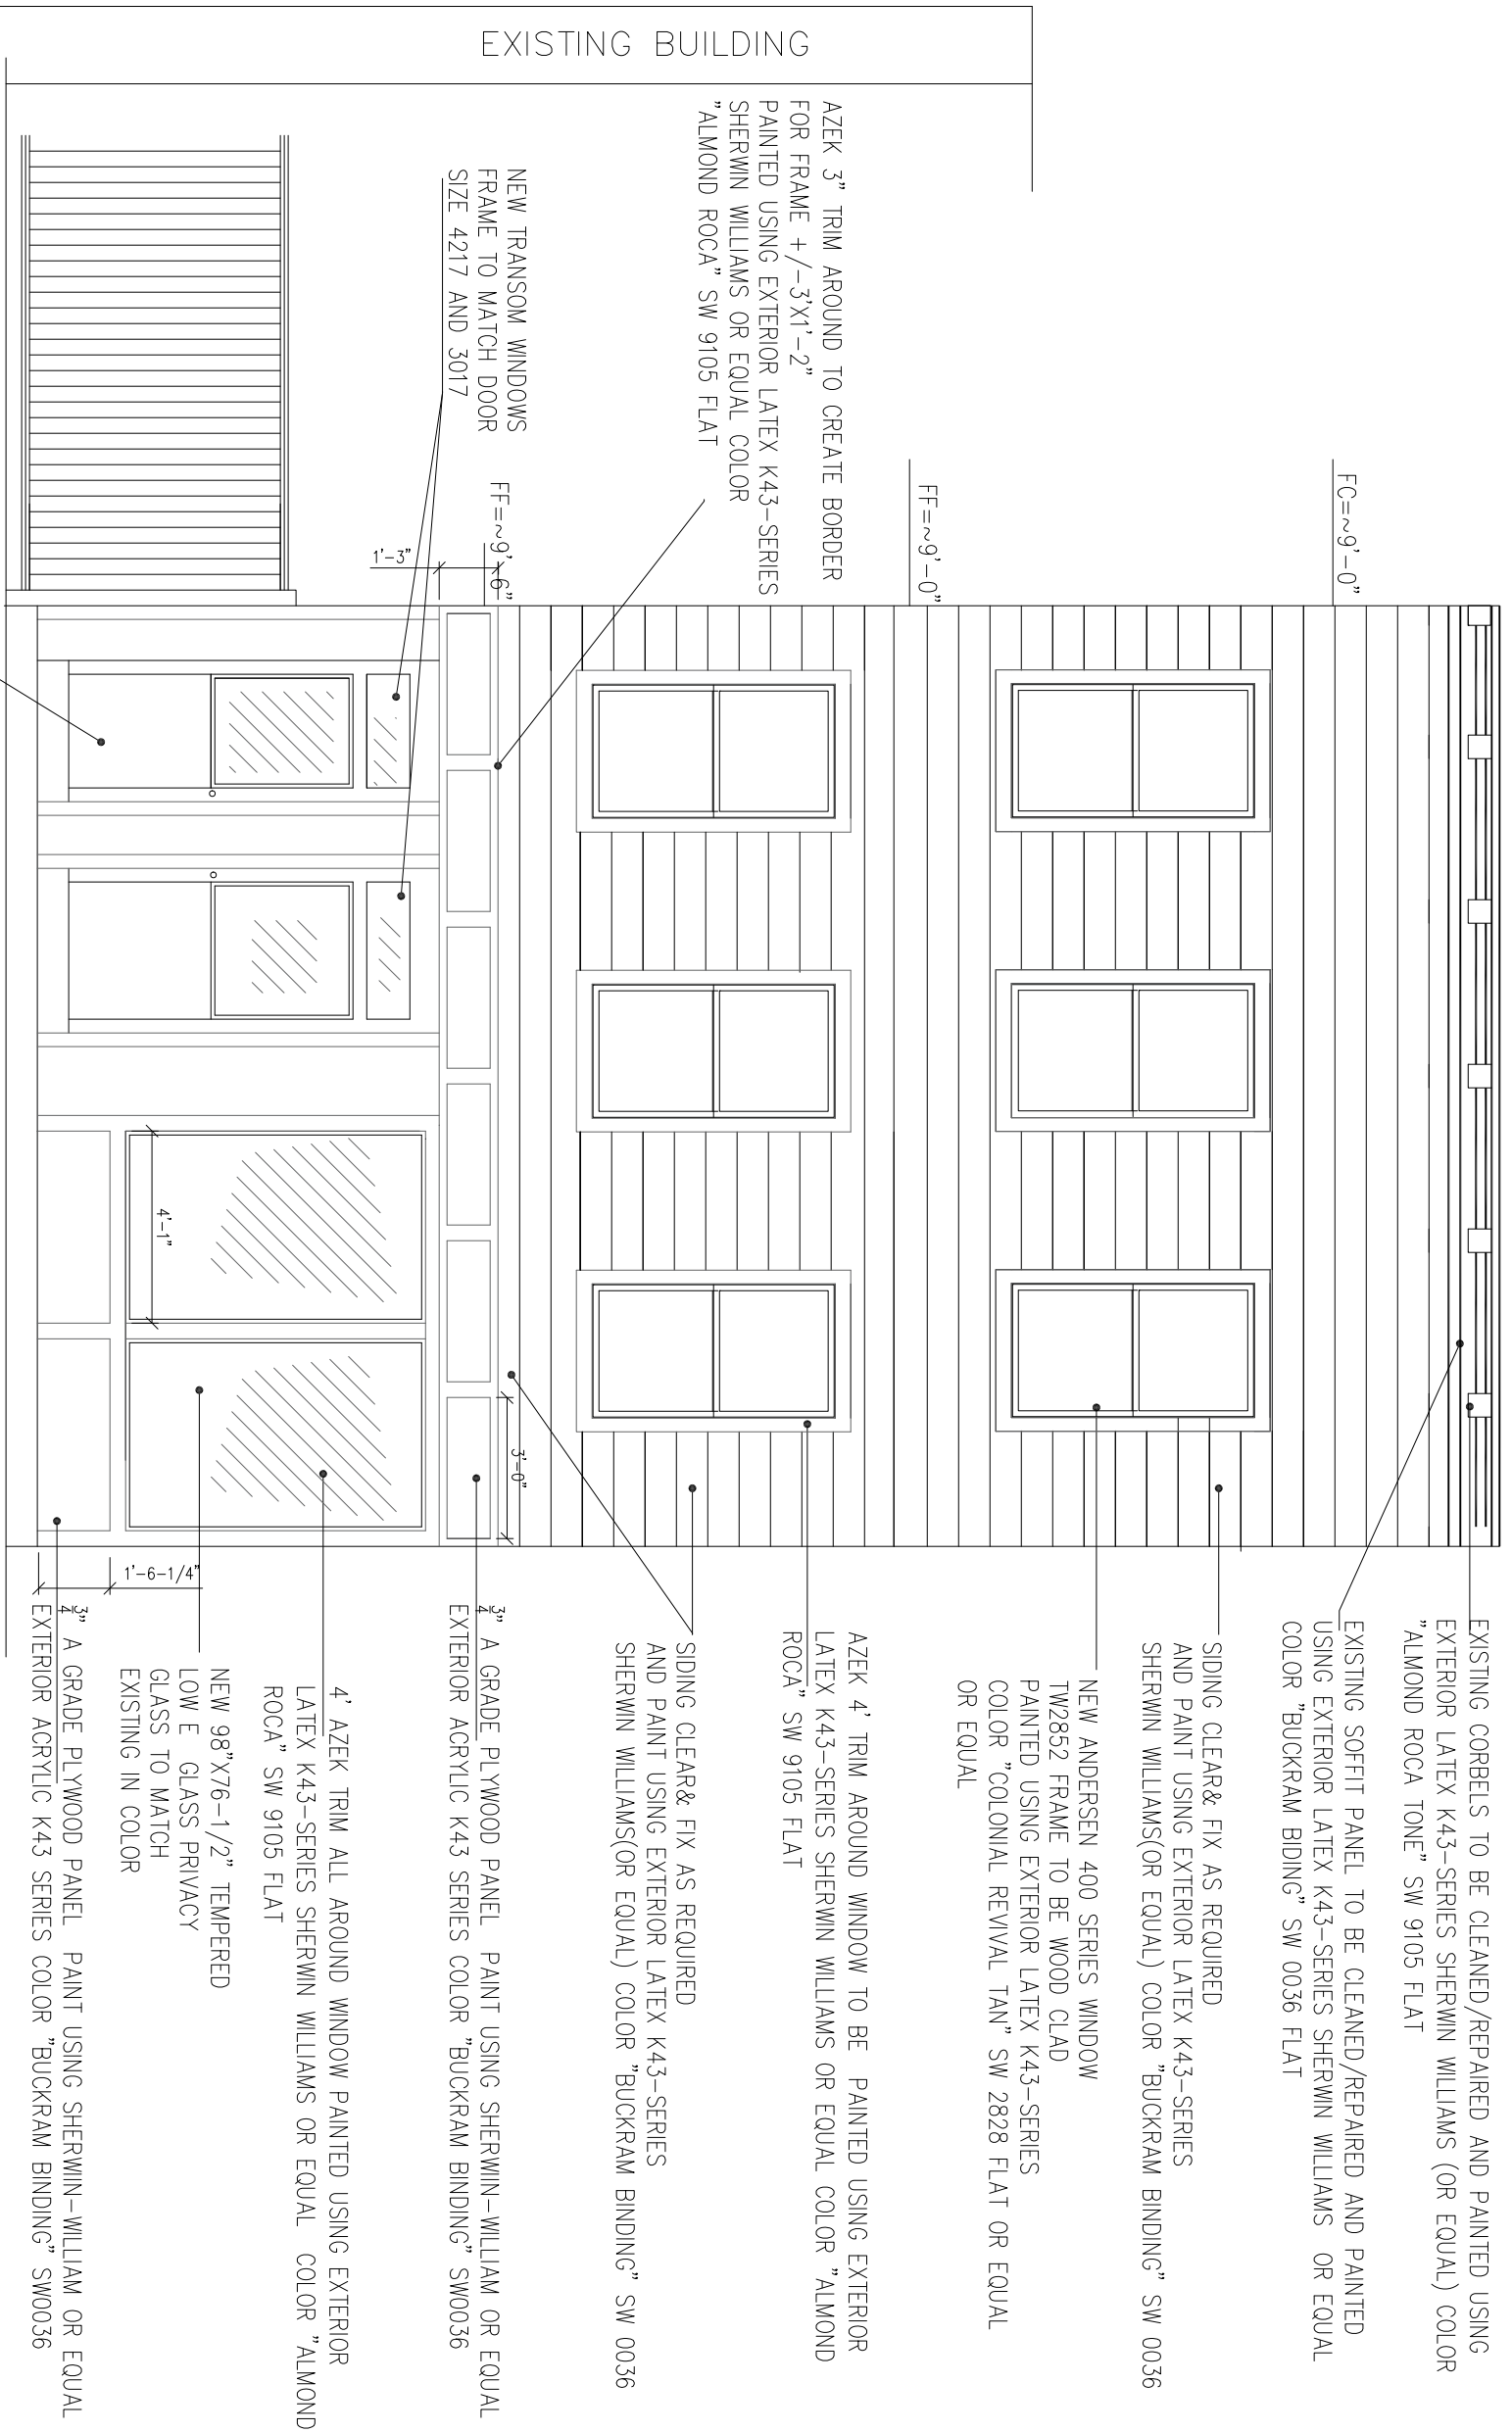 EXISTING BUILDING
AZEK 3" TRIM AROUND TO CREATE BORDER
FOR FRAME +/-3'X1'-2"
PAINTED USING EXTERIOR LATEX K43-SERIES
SHERWIN WILLIAMS OR EQUAL COLOR
"ALMOND ROCA" SW 9105 FLAT
NEW TRANSOM WINDOWS
FRAME TO MATCH DOOR
SIZE 4217 AND 3017
FC=~9'-0"
FF=~9'-0"
FF=~9'-6"
1'-3"
4'-1"
3'-0"
1'-6-1/4"
EXISTING CORBELS TO BE CLEANED/REPAIRED AND PAINTED USING
EXTERIOR LATEX K43-SERIES SHERWIN WILLIAMS (OR EQUAL) COLOR
"ALMOND ROCA TONE" SW 9105 FLAT
EXISTING SOFFIT PANEL TO BE CLEANED/REPAIRED AND PAINTED
USING EXTERIOR LATEX K43-SERIES SHERWIN WILLIAMS OR EQUAL
COLOR "BUCKRAM BIDING" SW 0036 FLAT
SIDING CLEAR& FIX AS REQUIRED
AND PAINT USING EXTERIOR LATEX K43-SERIES
SHERWIN WILLIAMS(OR EQUAL) COLOR "BUCKRAM BINDING" SW 0036
NEW ANDERSEN 400 SERIES WINDOW
TW2852 FRAME TO BE WOOD CLAD
PAINTED USING EXTERIOR LATEX K43-SERIES
COLOR "COLONIAL REVIVAL TAN" SW 2828 FLAT OR EQUAL
OR EQUAL
AZEK 4' TRIM AROUND WINDOW TO BE PAINTED USING EXTERIOR
LATEX K43-SERIES SHERWIN WILLIAMS OR EQUAL COLOR "ALMOND
ROCA" SW 9105 FLAT
SIDING CLEAR& FIX AS REQUIRED
AND PAINT USING EXTERIOR LATEX K43-SERIES
SHERWIN WILLIAMS(OR EQUAL) COLOR "BUCKRAM BINDING" SW 0036
3/4" A GRADE PLYWOOD PANEL PAINT USING SHERWIIN-WILLIAM OR EQUAL
EXTERIOR ACRYLIC K43 SERIES COLOR "BUCKRAM BINDING" SW0036
4' AZEK TRIM ALL AROUND WINDOW PAINTED USING EXTERIOR
LATEX K43-SERIES SHERWIN WILLIAMS OR EQUAL COLOR "ALMOND
ROCA" SW 9105 FLAT
NEW 98"X76-1/2" TEMPERED
LOW E GLASS PRIVACY
GLASS TO MATCH
EXISTING IN COLOR
3/4" A GRADE PLYWOOD PANEL PAINT USING SHERWIIN-WILLIAM OR EQUAL
EXTERIOR ACRYLIC K43 SERIES COLOR "BUCKRAM BINDING" SW0036